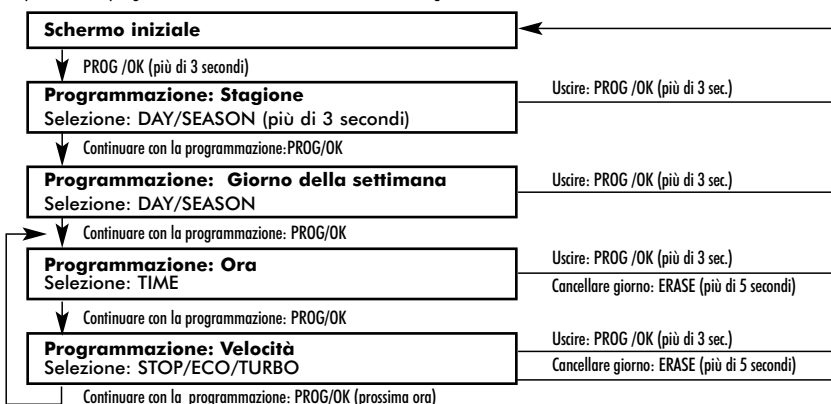 Schermo iniziale
PROG /OK (più di 3 secondi)
Programmazione: Stagione
Selezione: DAY/SEASON (più di 3 secondi)
Uscire: PROG /OK (più di 3 sec.)
Continuare con la programmazione:PROG/OK
Programmazione: Giorno della settimana
Selezione: DAY/SEASON
Uscire: PROG /OK (più di 3 sec.)
Continuare con la programmazione: PROG/OK
Programmazione: Ora
Selezione: TIME
Uscire: PROG /OK (più di 3 sec.)
Cancellare giorno: ERASE (più di 5 secondi)
Continuare con la programmazione: PROG/OK
Programmazione: Velocità
Selezione: STOP/ECO/TURBO
Uscire: PROG /OK (più di 3 sec.)
Cancellare giorno: ERASE (più di 5 secondi)
Continuare con la programmazione: PROG/OK (prossima ora)